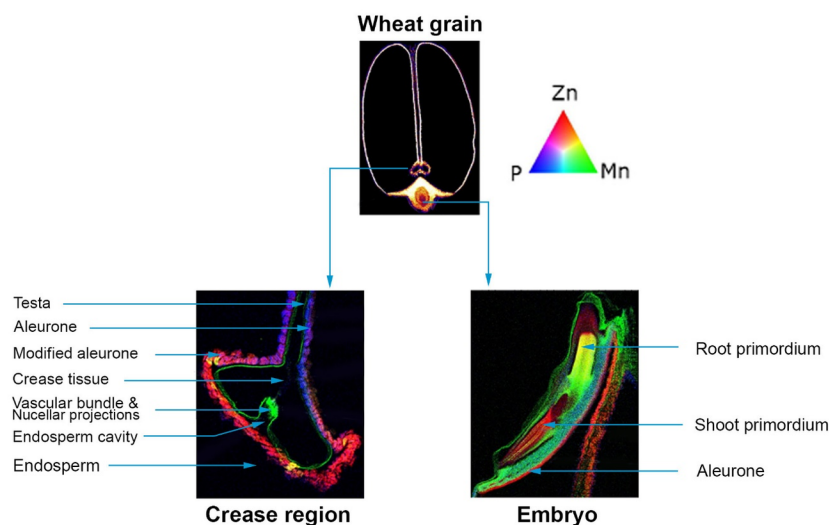 Wheat grain
Zn
P
Mn
Testa
Aleurone
Modified aleurone
Crease tissue
Vascular bundle &
Nucellar projections
Endosperm cavity
Endosperm
Crease region
Root primordium
Shoot primordium
Aleurone
Embryo